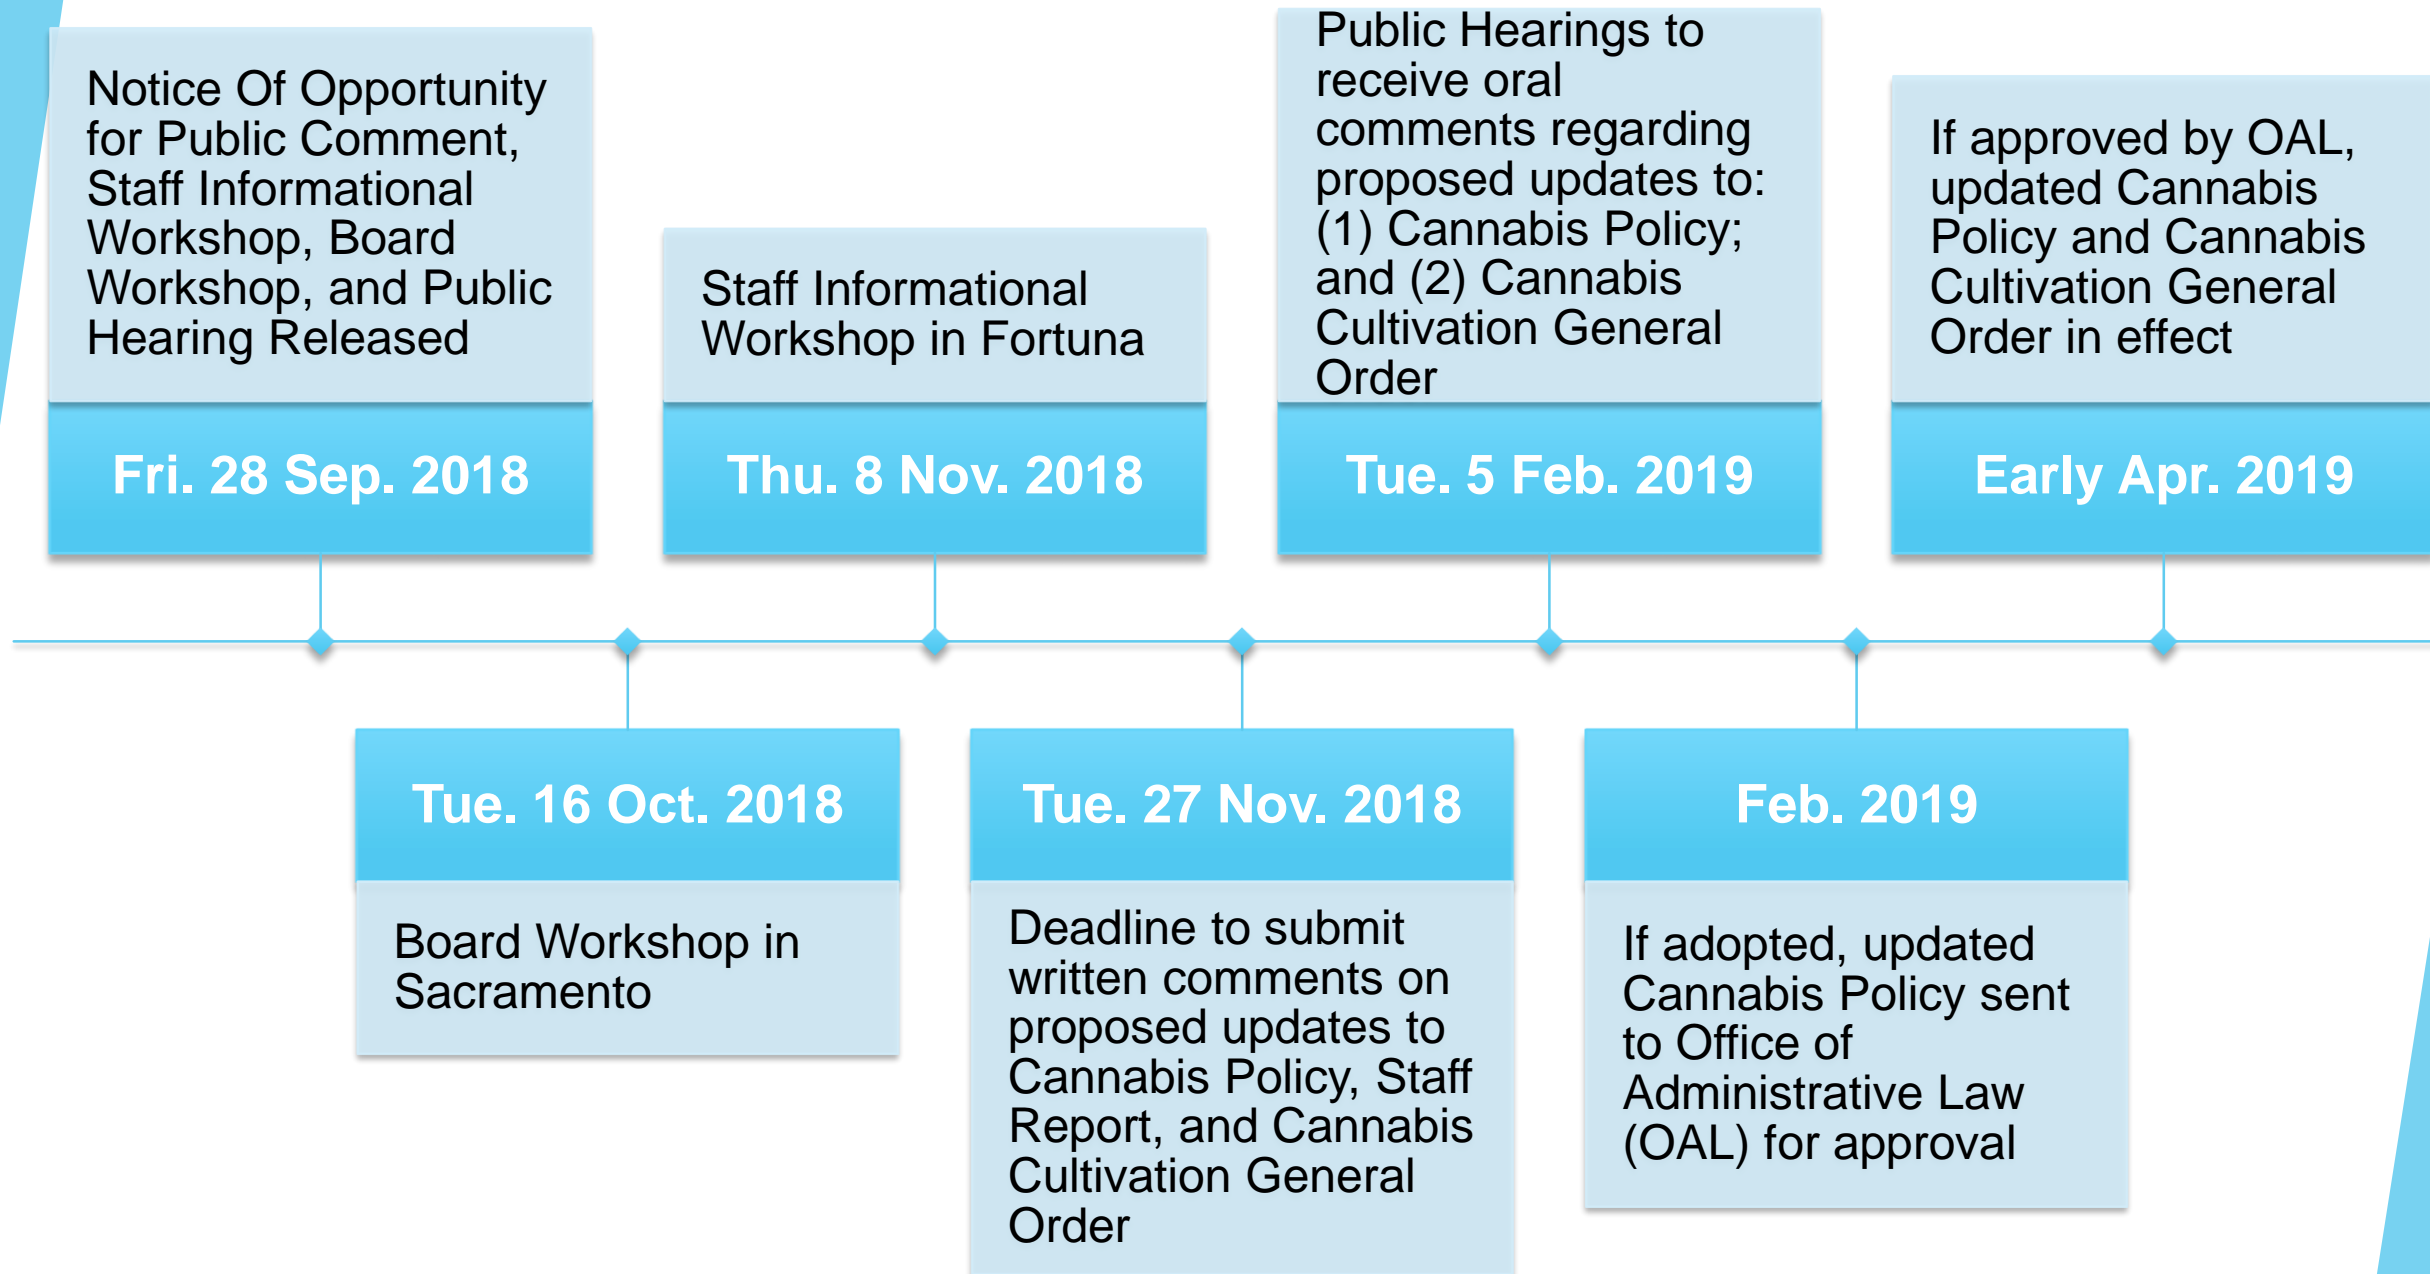 Notice Of Opportunity
for Public Comment,
Staff Informational
Workshop, Board
Workshop, and Public
Hearing Released
Fri. 28 Sep. 2018
Tue. 16 Oct. 2018
Board Workshop in
Sacramento
Staff Informational
Workshop in Fortuna
Thu. 8 Nov. 2018
Tue. 27 Nov. 2018
Deadline to submit
written comments on
proposed updates to
Cannabis Policy, Staff
Report, and Cannabis
Cultivation General
Order
Public Hearings to
receive oral
comments regarding
proposed updates to:
(1) Cannabis Policy;
and (2) Cannabis
Cultivation General
Order
Tue. 5 Feb. 2019
Feb. 2019
If adopted, updated
Cannabis Policy sent
to Office of
Administrative Law
(OAL) for approval
If approved by OAL,
updated Cannabis
Policy and Cannabis
Cultivation General
Order in effect
Early Apr. 2019